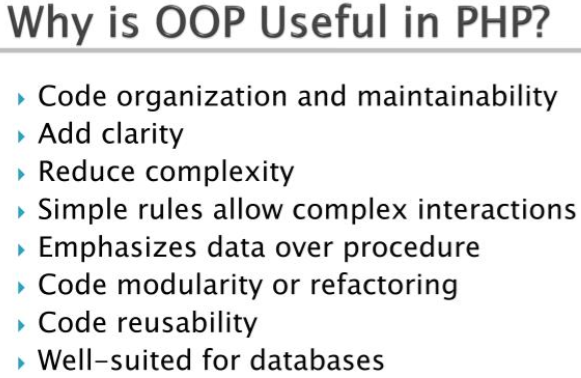 Why is OOP Useful in PHP?
Code organization and maintainability
Add clarity
Reduce complexity
Simple rules allow complex interactions
Emphasizes data over procedure
Code modularity or refactoring
Code reusability
Well-suited for databases